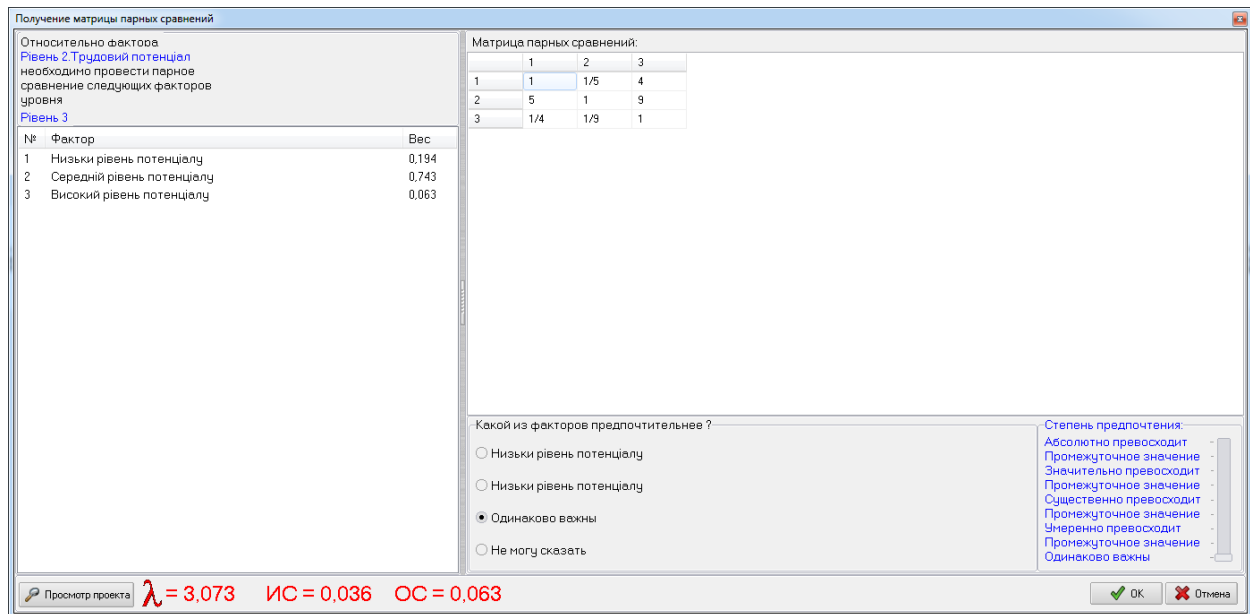 Получение матрицы парных сравнений
Относительно фактора
Рівень 2.Трудовий потенціал
необходимо провести парное
сравнение следующих факторов
уровня
Рівень 3
№ Фактор Вес
1 Низьки рівень потенціалу 0,194
2 Середній рівень потенціалу 0,743
3 Високий рівень потенціалу 0,063
Матрица парных сравнений:
1 2 3
1 1 1/5 4
2 5 1 9
3 1/4 1/9 1
Какой из факторов предпочтительнее ?
Низьки рівень потенціалу
Низьки рівень потенціалу
Одинаково важны
Не могу сказать
Степень предпочтения:
Абсолютно превосходит
Промежуточное значение
Значительно превосходит
Промежуточное значение
Существенно превосходит
Промежуточное значение
Умеренно превосходит
Промежуточное значение
Одинаково важны
Просмотр проекта λ = 3,073 ИС = 0,036 ОС = 0,063
OK Отмена